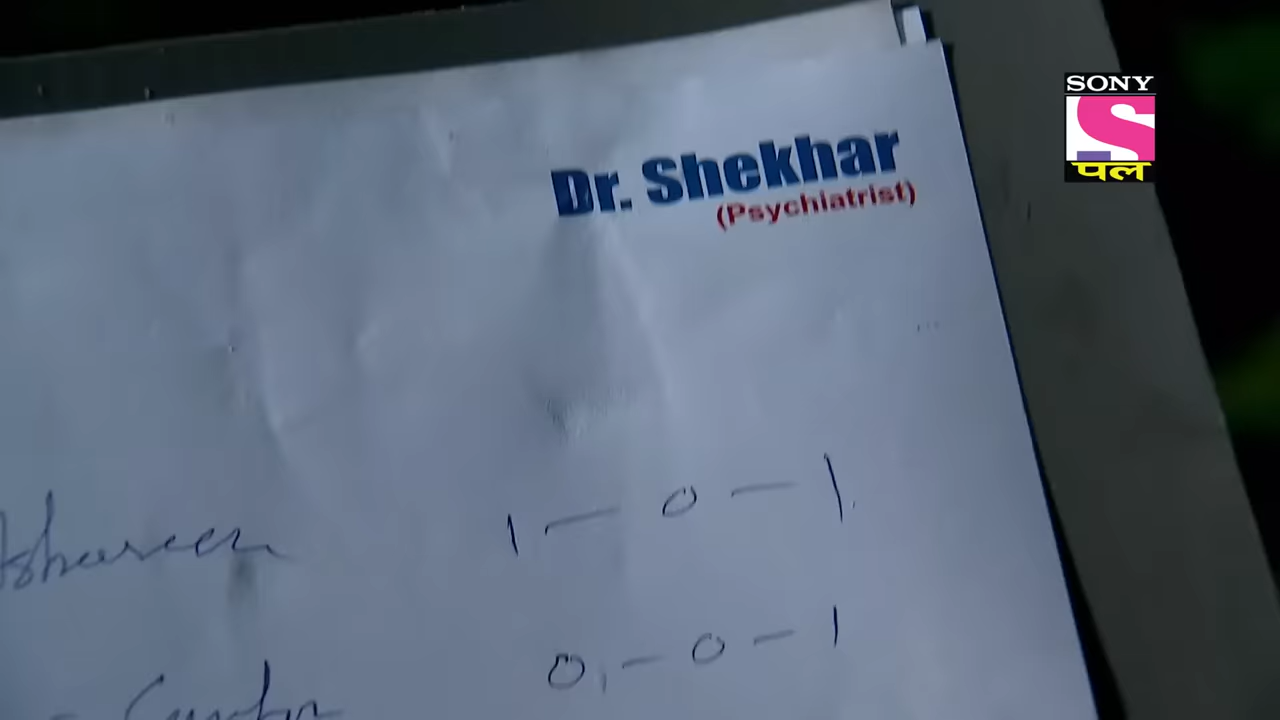 SONY
S
पल
Dr. Shekhar
(Psychiatrist)
1 — 0 — 1
0 — 0 — 1